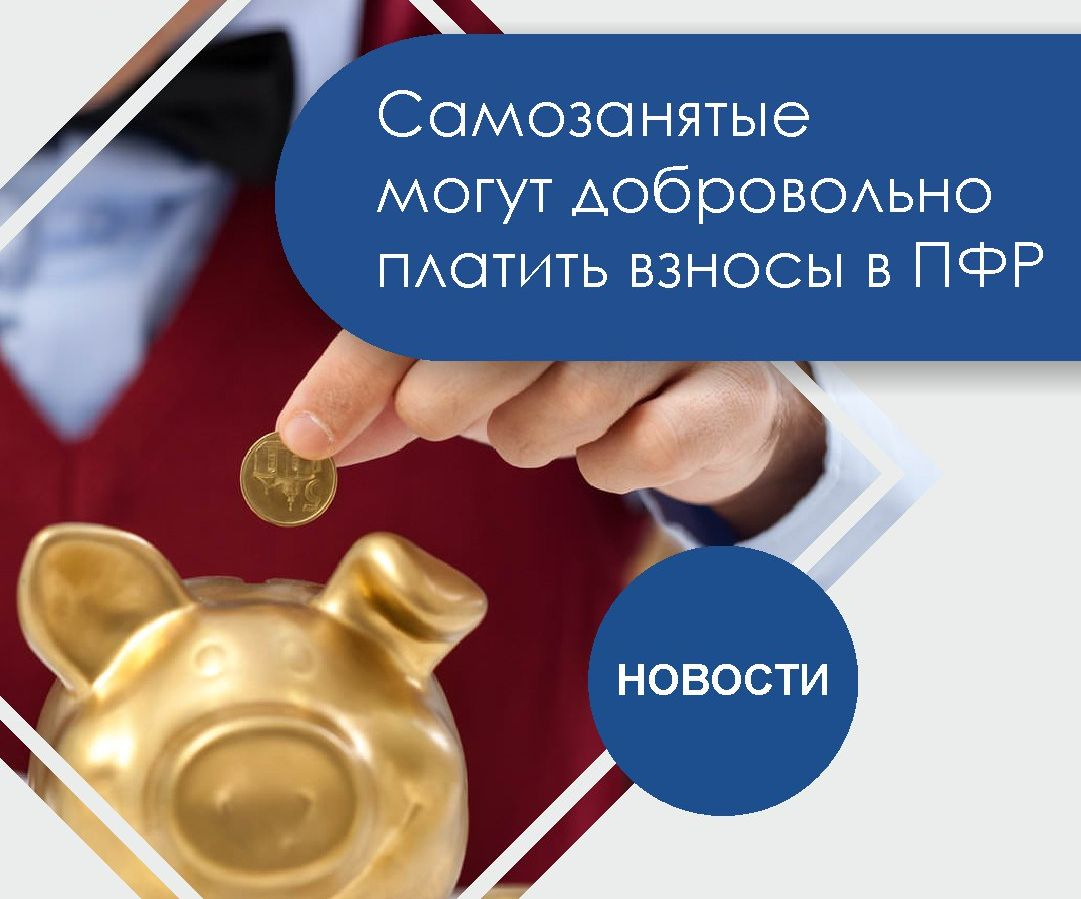 Самозанятые
могут добровольно
платить взносы в ПФР
новости